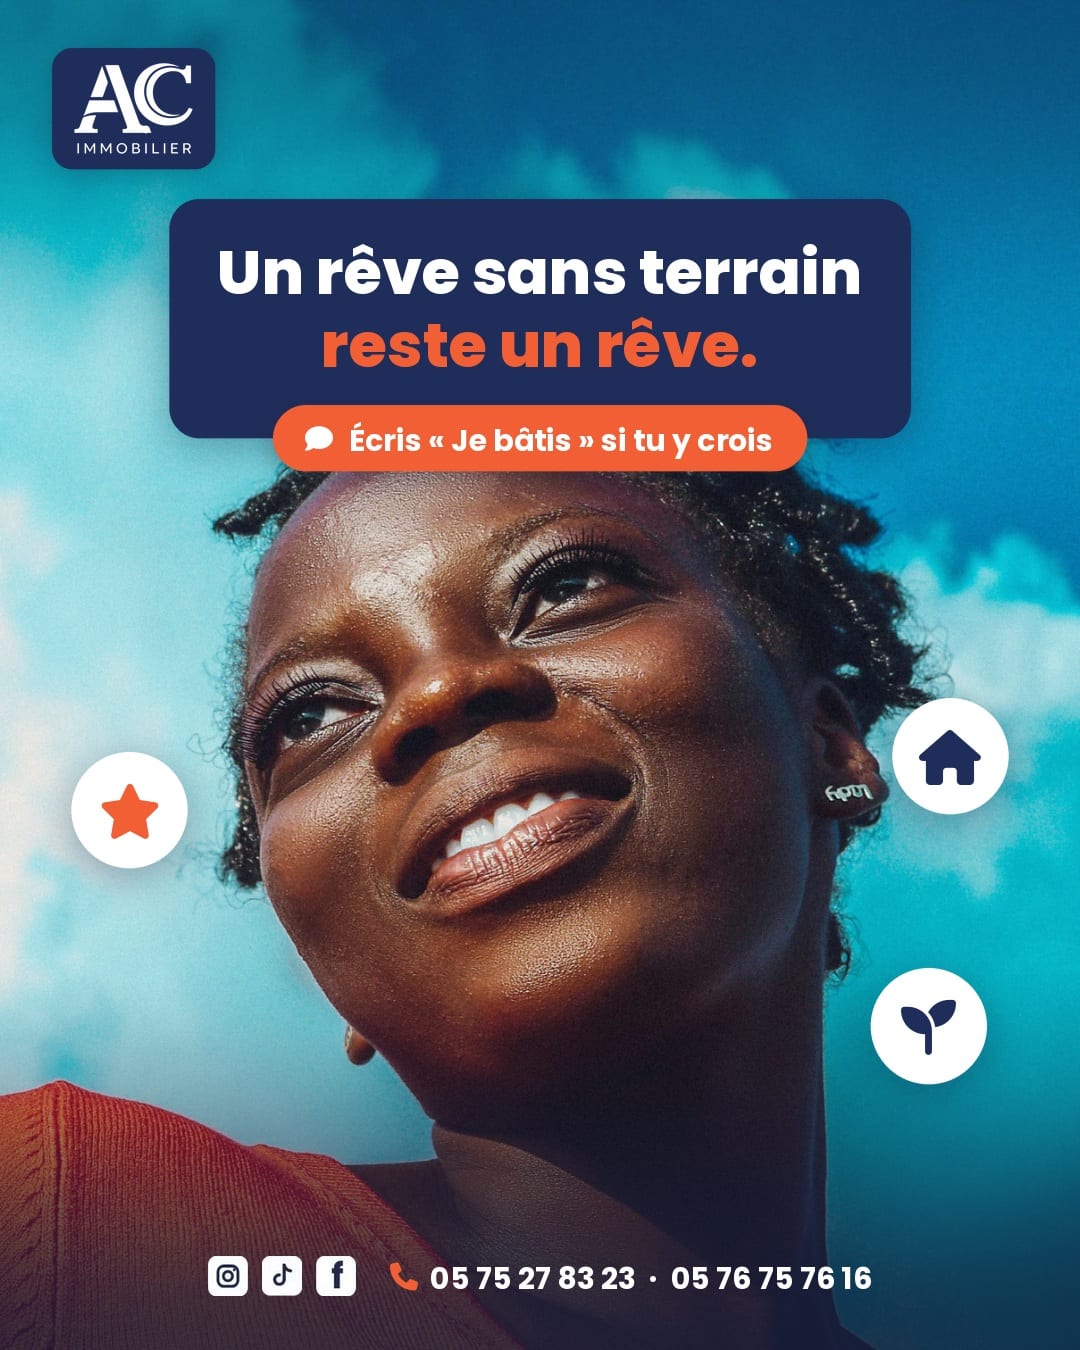 AC
IMMOBILIER
Un rêve sans terrain
reste un rêve.
Écris « Je bâtis » si tu y crois
lady
05 75 27 83 23 · 05 76 75 76 16